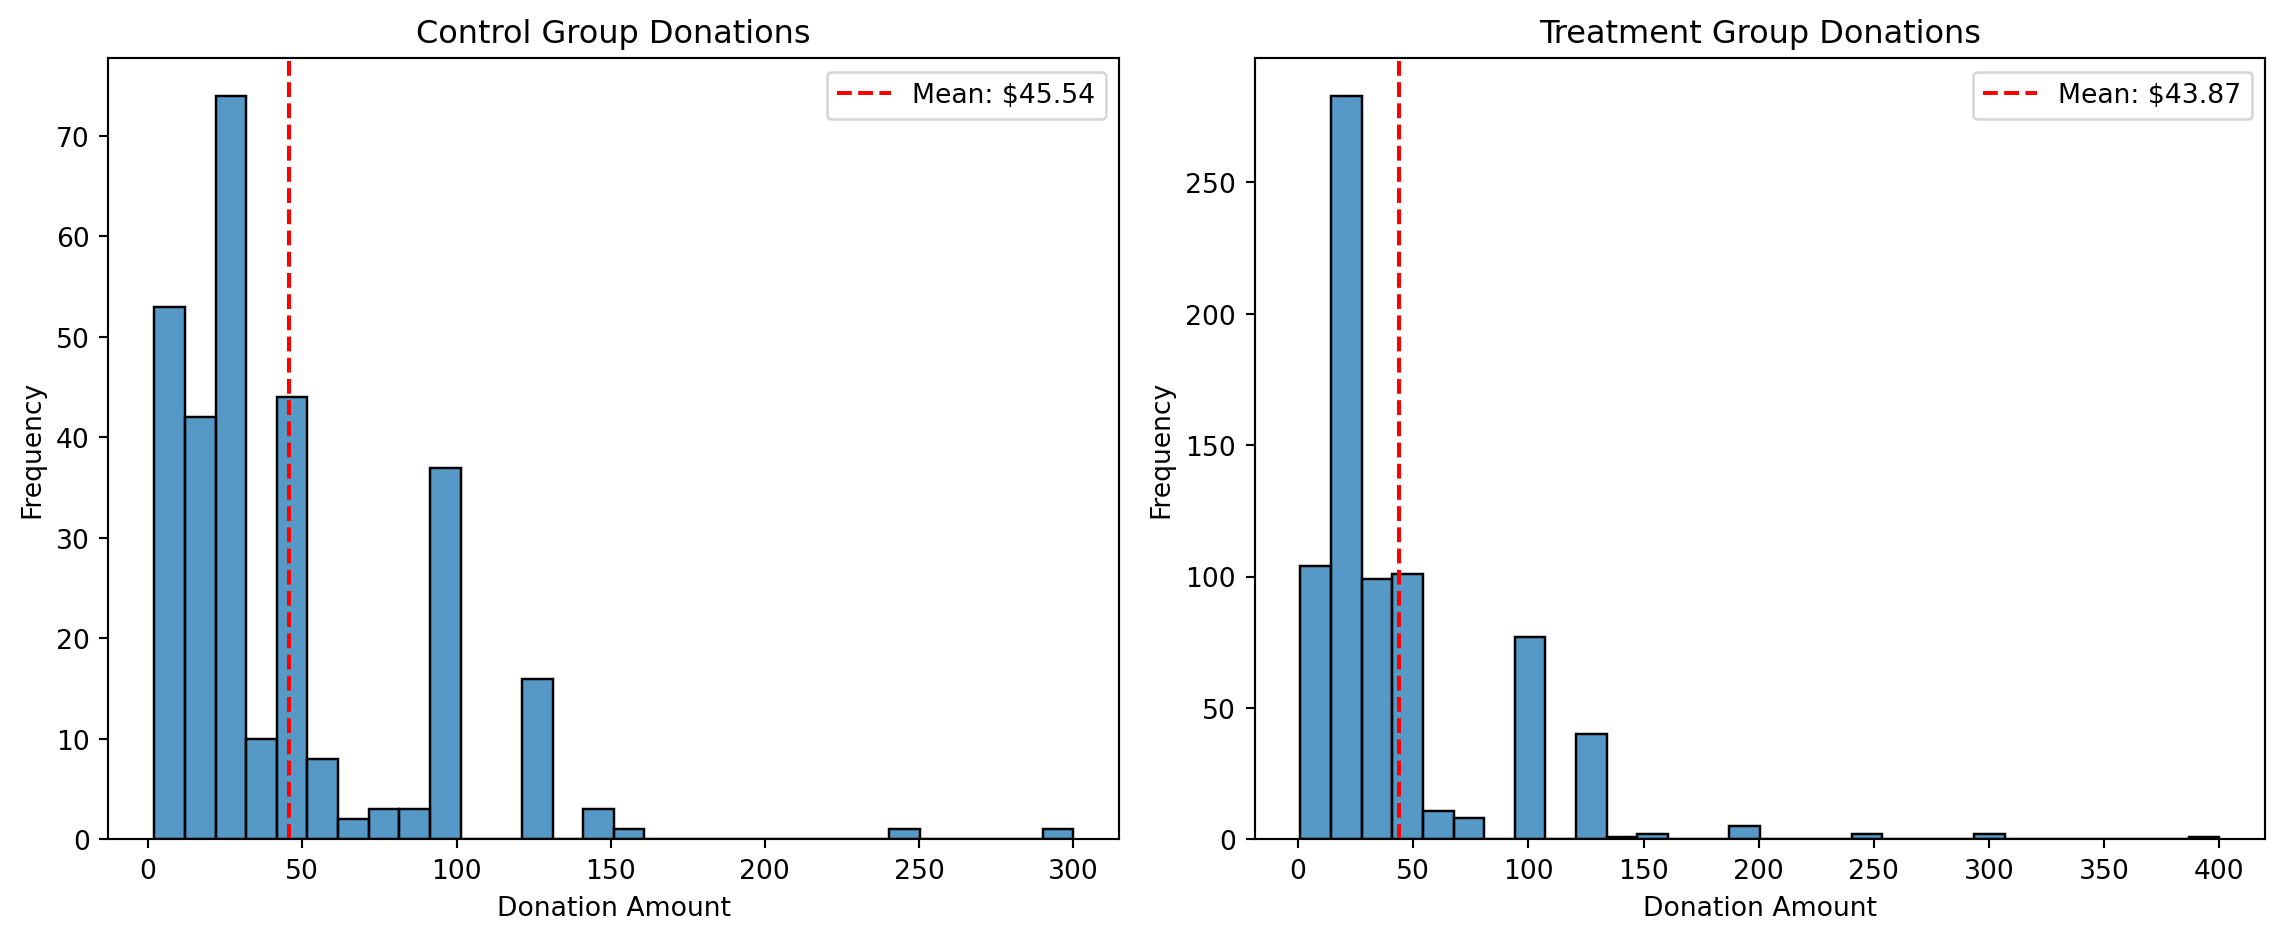 Control Group Donations
Mean: $45.54
Frequency
70
60
50
40
30
20
10
0
0 50 100 150 200 250 300
Donation Amount
Treatment Group Donations
Mean: $43.87
Frequency
250
200
150
100
50
0
0 50 100 150 200 250 300 350 400
Donation Amount